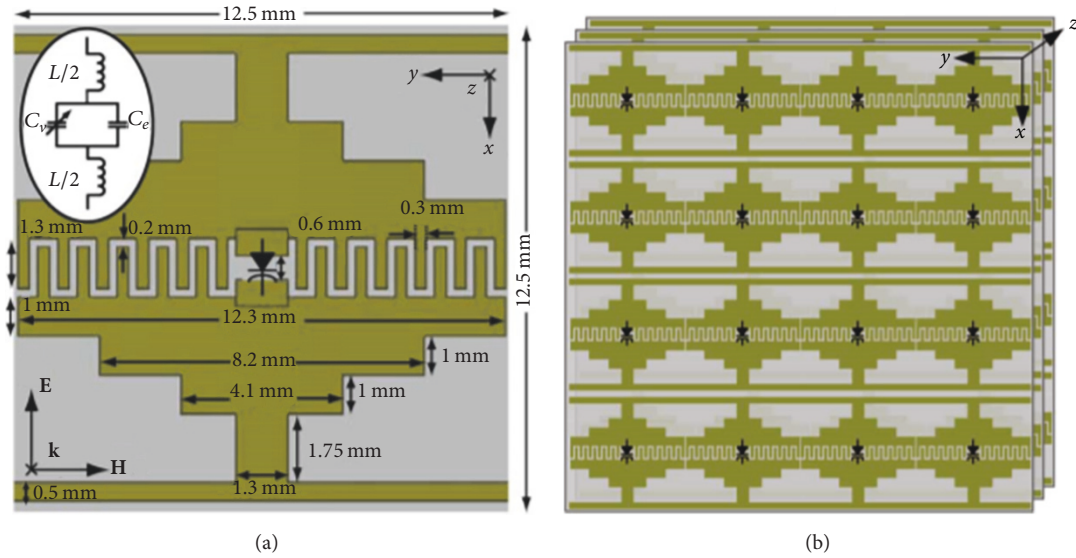 12.5 mm
L/2
C_v
C_e
L/2
y
z
x
1.3 mm
0.2 mm
0.6 mm
0.3 mm
12.5 mm
1 mm
12.3 mm
8.2 mm
1 mm
4.1 mm
1 mm
E
k
H
1.75 mm
1.3 mm
0.5 mm
(a)
z
y
x
(b)